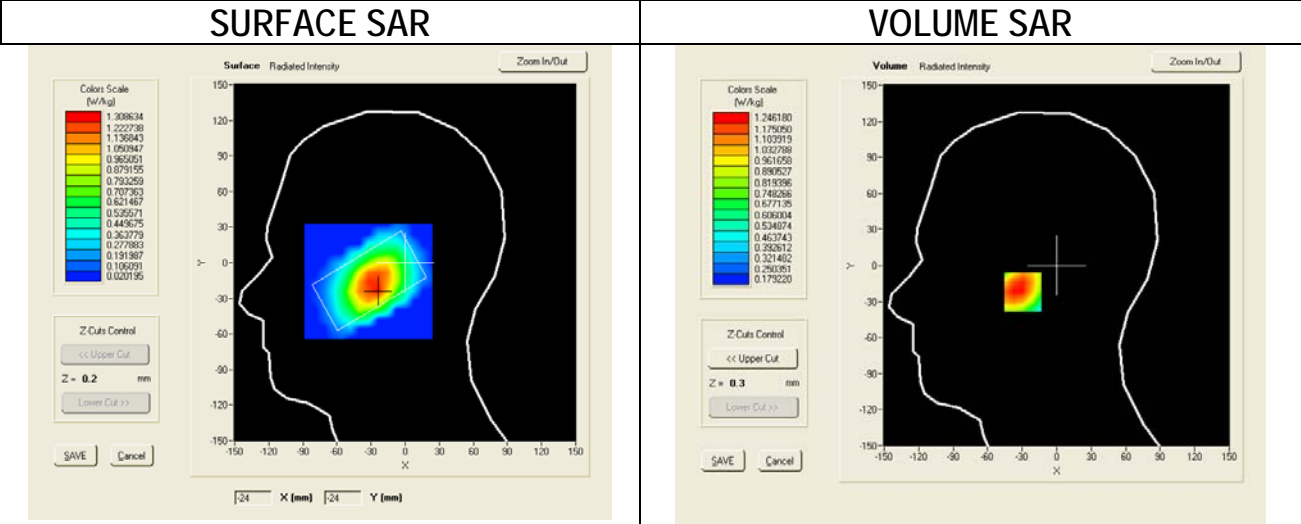 SURFACE SAR
VOLUME SAR
Surface Radiated Intensity
Zoom In/Out
Colors Scale
(W/kg)
1.308634
1.222738
1.136843
1.050947
0.965051
0.879155
0.793259
0.707363
0.621467
0.535571
0.449675
0.363779
0.277883
0.191987
0.106091
0.020195
Z-Cuts Control
<< Upper Cut
Z = 0.2 mm
Lower Cut >>
SAVE Cancel
150
120
90
60
30
0
-30
-60
-90
-120
-150
Y
-150 -120 -90 -60 -30 0 30 60 90 120 150
X
-24 X (mm) -24 Y (mm)
Volume Radiated Intensity
Zoom In/Out
Colors Scale
(W/kg)
1.246180
1.175050
1.103919
1.032788
0.961658
0.890527
0.819396
0.748266
0.677135
0.606004
0.534874
0.463743
0.392612
0.321482
0.250351
0.179220
Z-Cuts Control
<< Upper Cut
Z = 0.3 mm
Lower Cut >>
SAVE Cancel
150
120
90
60
30
0
-30
-60
-90
-120
-150
Y
-150 -120 -90 -60 -30 0 30 60 90 120 150
X